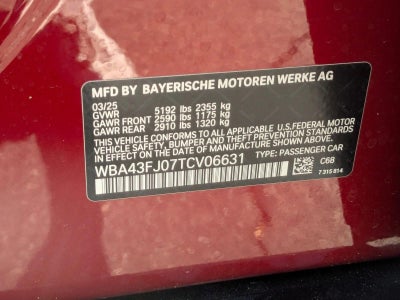 MFD BY BAYERISCHE MOTOREN WERKE AG
03/25
GVWR 5192 lbs 2355 kg
GAWR FRONT 2590 lbs 1175 kg
GAWR REAR 2910 lbs 1320 kg
THIS VEHICLE CONFORMS TO ALL APPLICABLE U.S.FEDERAL MOTOR
VEHICLE SAFETY, BUMPER, AND THEFT PREVENTION STANDARDS
IN EFFECT ON THE DATE OF MANUFACTURE SHOWN ABOVE.
WBA43FJ07TCV06631 TYPE: PASSENGER CAR
C68
7 315 814